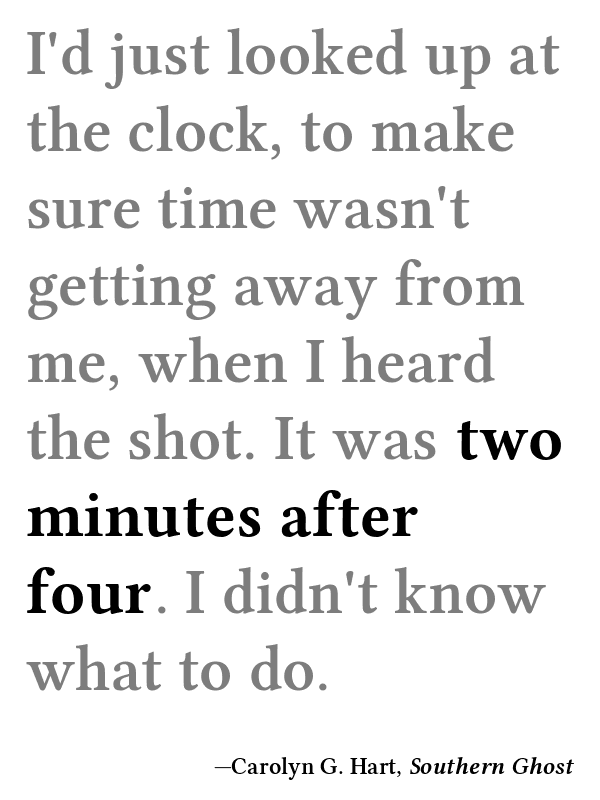 I'd just looked up at
the clock, to make
sure time wasn't
getting away from
me, when I heard
the shot. It was two
minutes after
four. I didn't know
what to do.
—Carolyn G. Hart, Southern Ghost